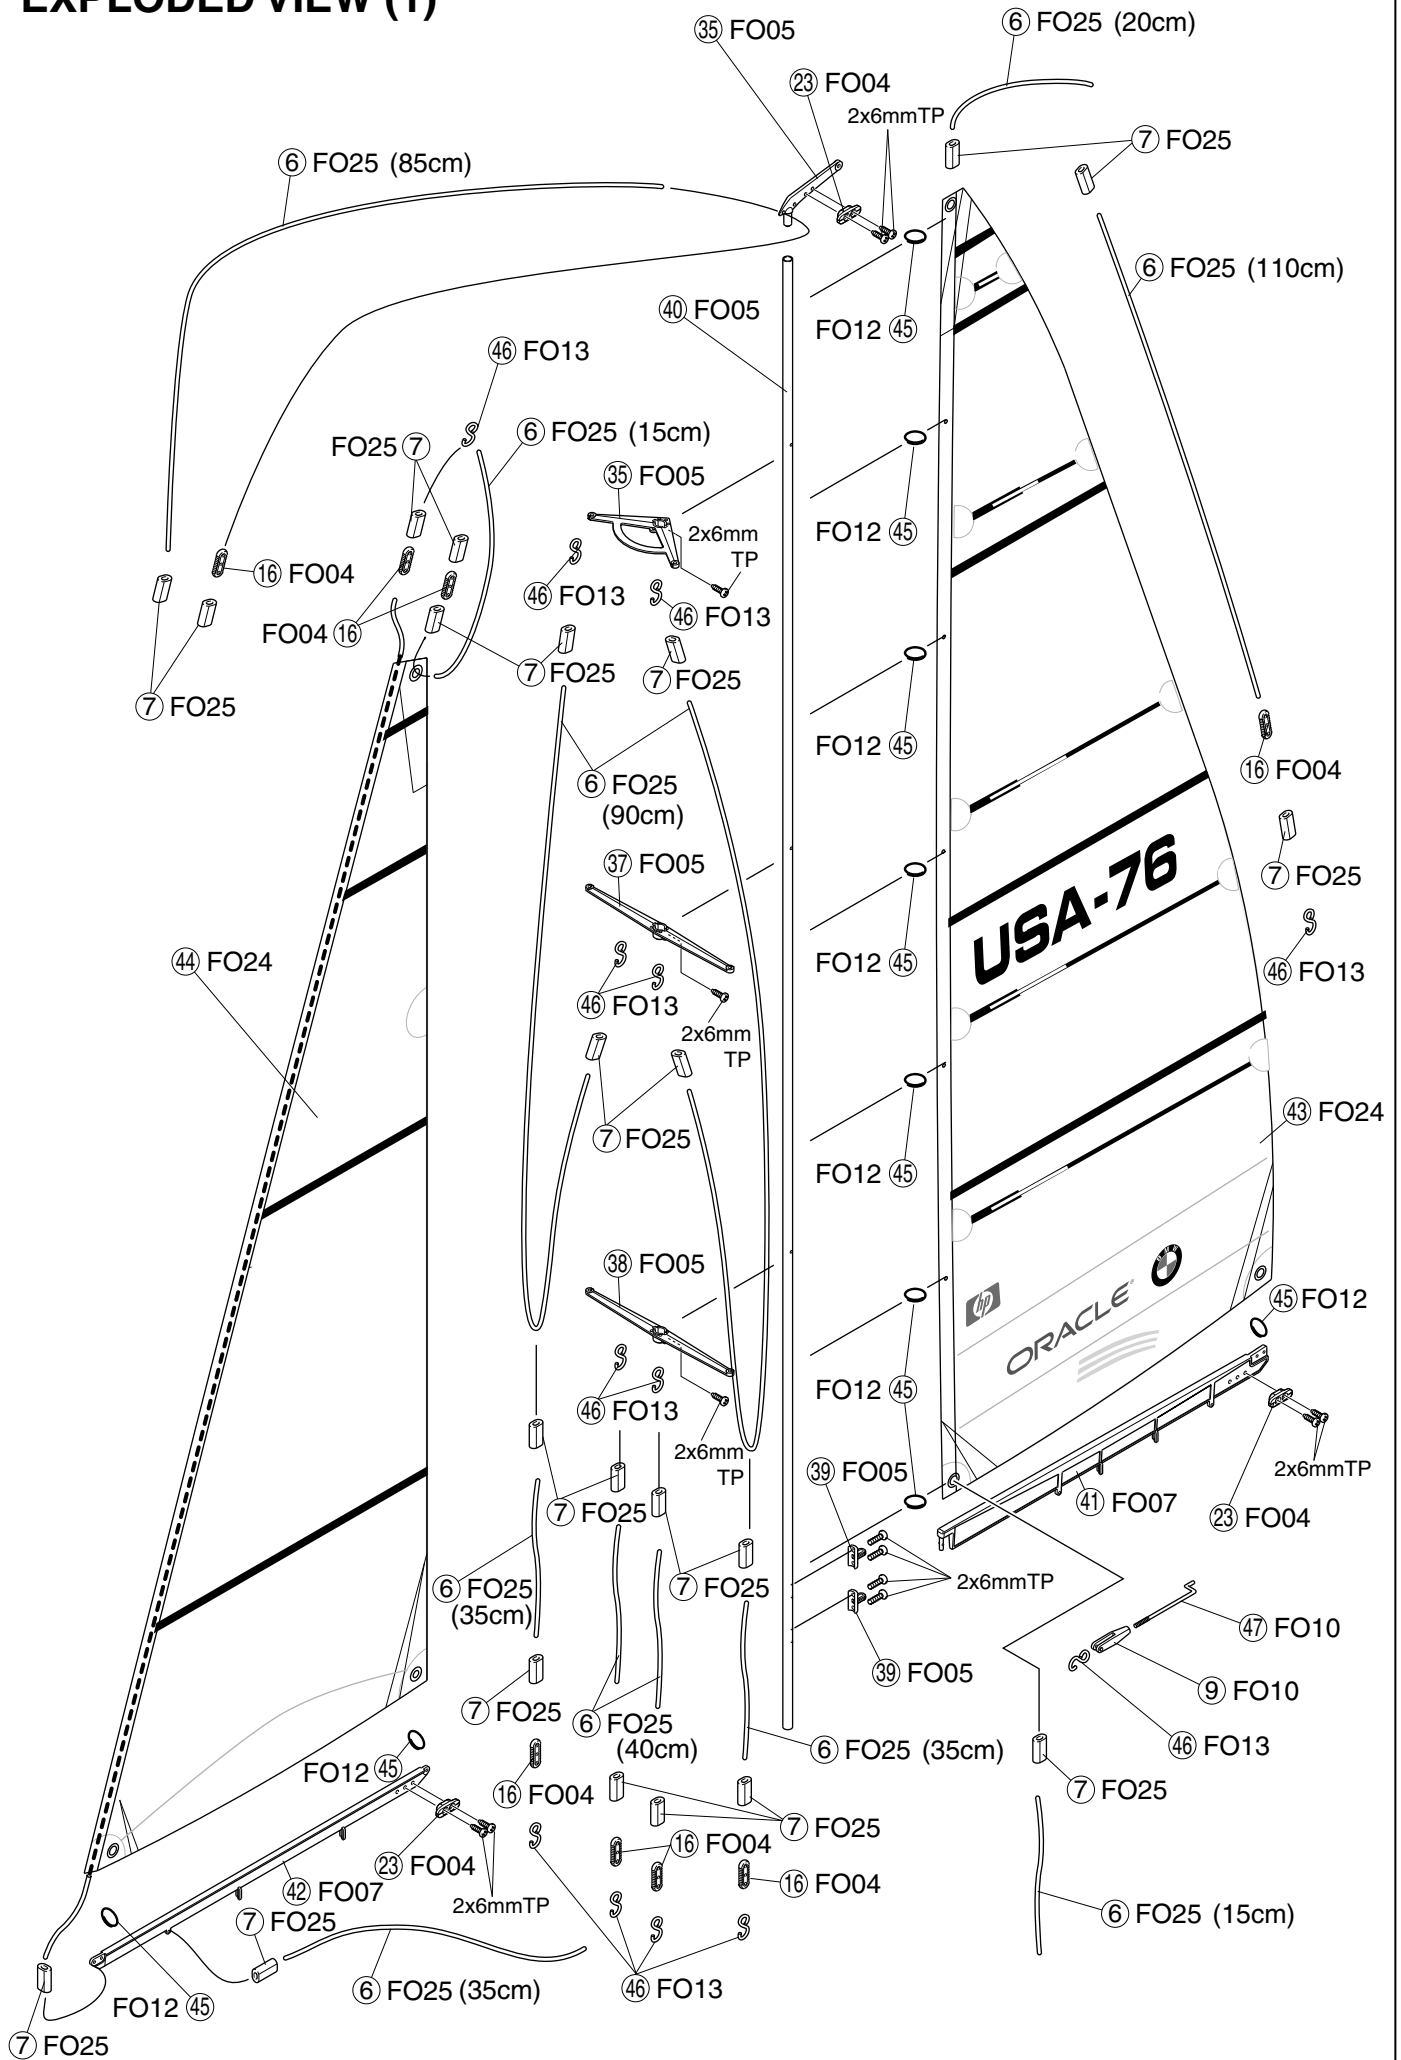 EXPLODED VIEW (1)
35 FO05
6 FO25 (20cm)
23 FO04
2x6mmTP
7 FO25
6 FO25 (85cm)
6 FO25 (110cm)
40 FO05
FO12 45
46 FO13
FO25 7
6 FO25 (15cm)
35 FO05
2x6mm
TP
FO12 45
16 FO04
46 FO13
46 FO13
FO04 16
7 FO25
7 FO25
7 FO25
FO12 45
16 FO04
6 FO25
(90cm)
USA-76
37 FO05
7 FO25
44 FO24
FO12 45
46 FO13
46 FO13
2x6mm
TP
43 FO24
7 FO25
FO12 45
38 FO05
hp
ORACLE
BMW
45 FO12
FO12 45
46 FO13
2x6mm
TP
39 FO05
2x6mmTP
41 FO07
23 FO04
7 FO25
7 FO25
2x6mmTP
6 FO25
(35cm)
47 FO10
39 FO05
9 FO10
7 FO25
6 FO25
(40cm)
6 FO25 (35cm)
46 FO13
FO12 45
16 FO04
7 FO25
7 FO25
16 FO04
23 FO04
16 FO04
42 FO07
2x6mmTP
7 FO25
6 FO25 (15cm)
6 FO25 (35cm)
46 FO13
FO12 45
7 FO25